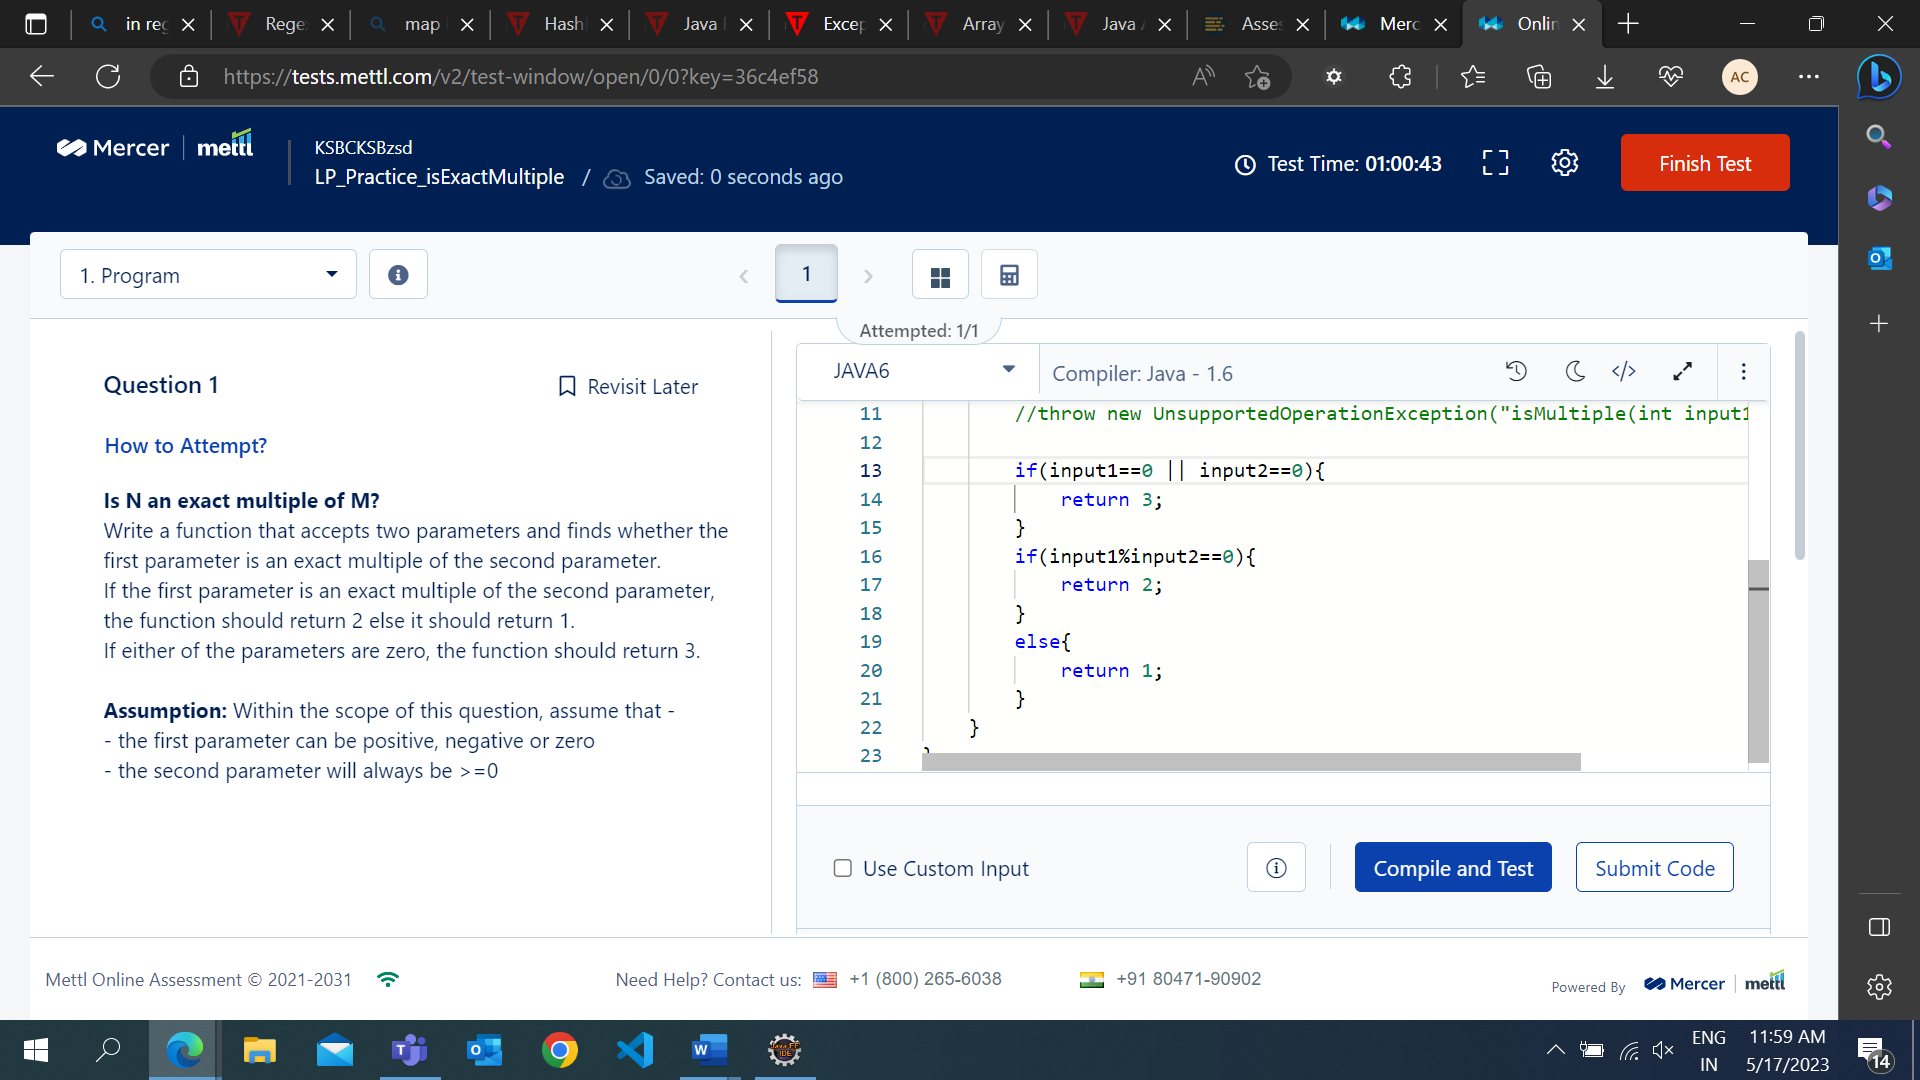 in reg
Rege
map
Hash
Java
Excep
Array
Java
Asses
Merc
Onlin
https://tests.mettl.com/v2/test-window/open/0/0?key=36c4ef58
AC
Mercer | mettl
KSBCKSBzsd
LP_Practice_isExactMultiple / Saved: 0 seconds ago
Test Time: 01:00:43
Finish Test
1. Program
1
Attempted: 1/1
Question 1
Revisit Later
How to Attempt?
Is N an exact multiple of M?
Write a function that accepts two parameters and finds whether the
first parameter is an exact multiple of the second parameter.
If the first parameter is an exact multiple of the second parameter,
the function should return 2 else it should return 1.
If either of the parameters are zero, the function should return 3.
Assumption: Within the scope of this question, assume that -
- the first parameter can be positive, negative or zero
- the second parameter will always be >=0
JAVA6
Compiler: Java - 1.6
11 //throw new UnsupportedOperationException("isMultiple(int input1
12
13 if(input1==0 || input2==0){
14 return 3;
15 }
16 if(input1%input2==0){
17 return 2;
18 }
19 else{
20 return 1;
21 }
22 }
23 }
Use Custom Input
Compile and Test
Submit Code
Mettl Online Assessment © 2021-2031
Need Help? Contact us: +1 (800) 265-6038 +91 80471-90902
Powered By Mercer | mettl
ENG
IN
11:59 AM
5/17/2023
14